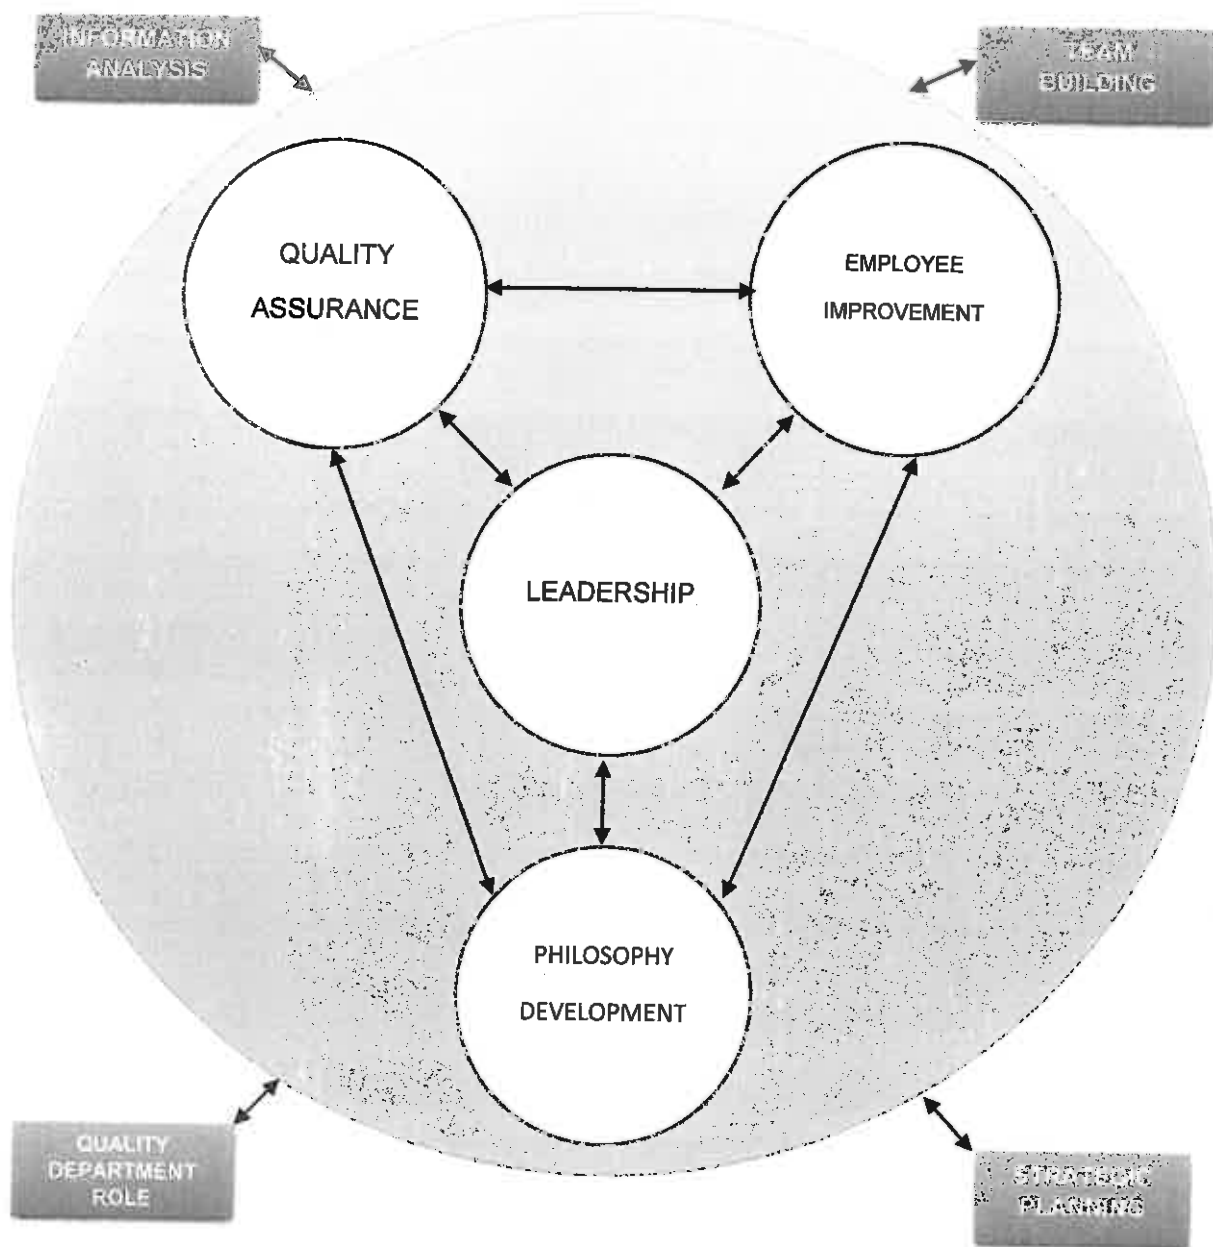 INFORMATION
ANALYSIS
TEAM
BUILDING
QUALITY
ASSURANCE
EMPLOYEE
IMPROVEMENT
LEADERSHIP
PHILOSOPHY
DEVELOPMENT
QUALITY
DEPARTMENT
ROLE
STRATEGIC
PLANNING